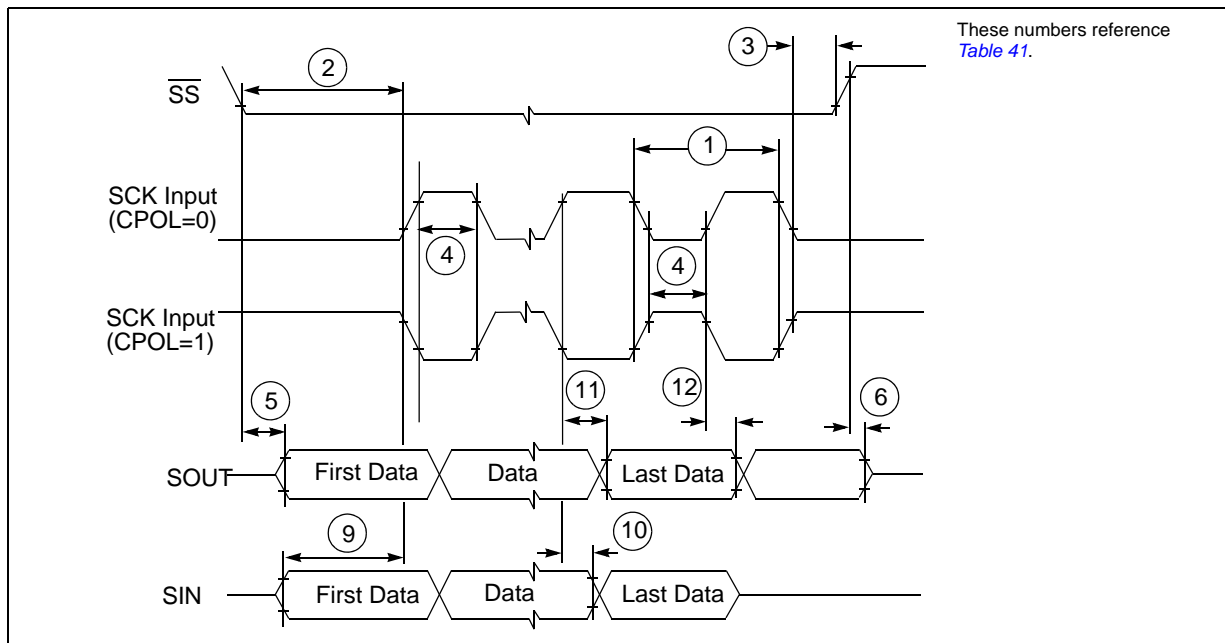 These numbers reference
Table 41.
3
2
SS
1
SCK Input
(CPOL=0)
4
4
SCK Input
(CPOL=1)
5
11
12
6
SOUT
First Data
Data
Last Data
9
10
SIN
First Data
Data
Last Data